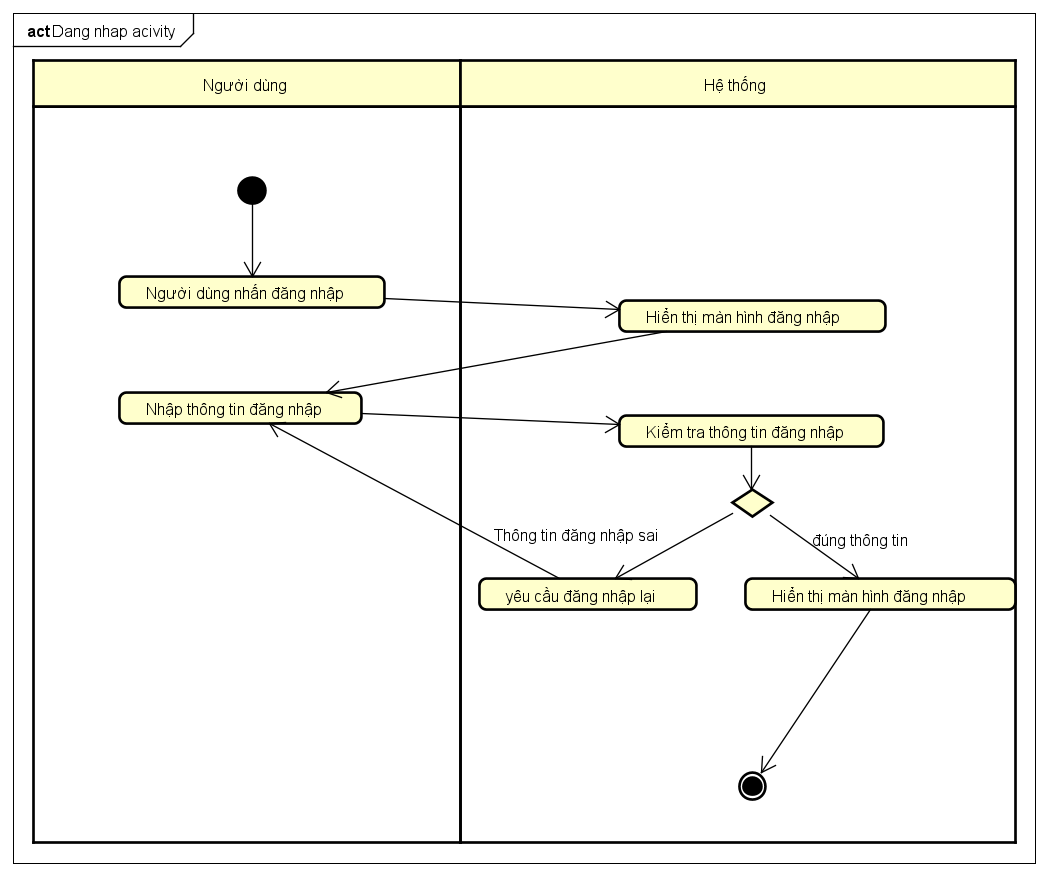 act Dang nhap acivity
Người dùng
Hệ thống
Người dùng nhấn đăng nhập
Hiển thị màn hình đăng nhập
Nhập thông tin đăng nhập
Kiểm tra thông tin đăng nhập
Thông tin đăng nhập sai
đúng thông tin
yêu cầu đăng nhập lại
Hiển thị màn hình đăng nhập